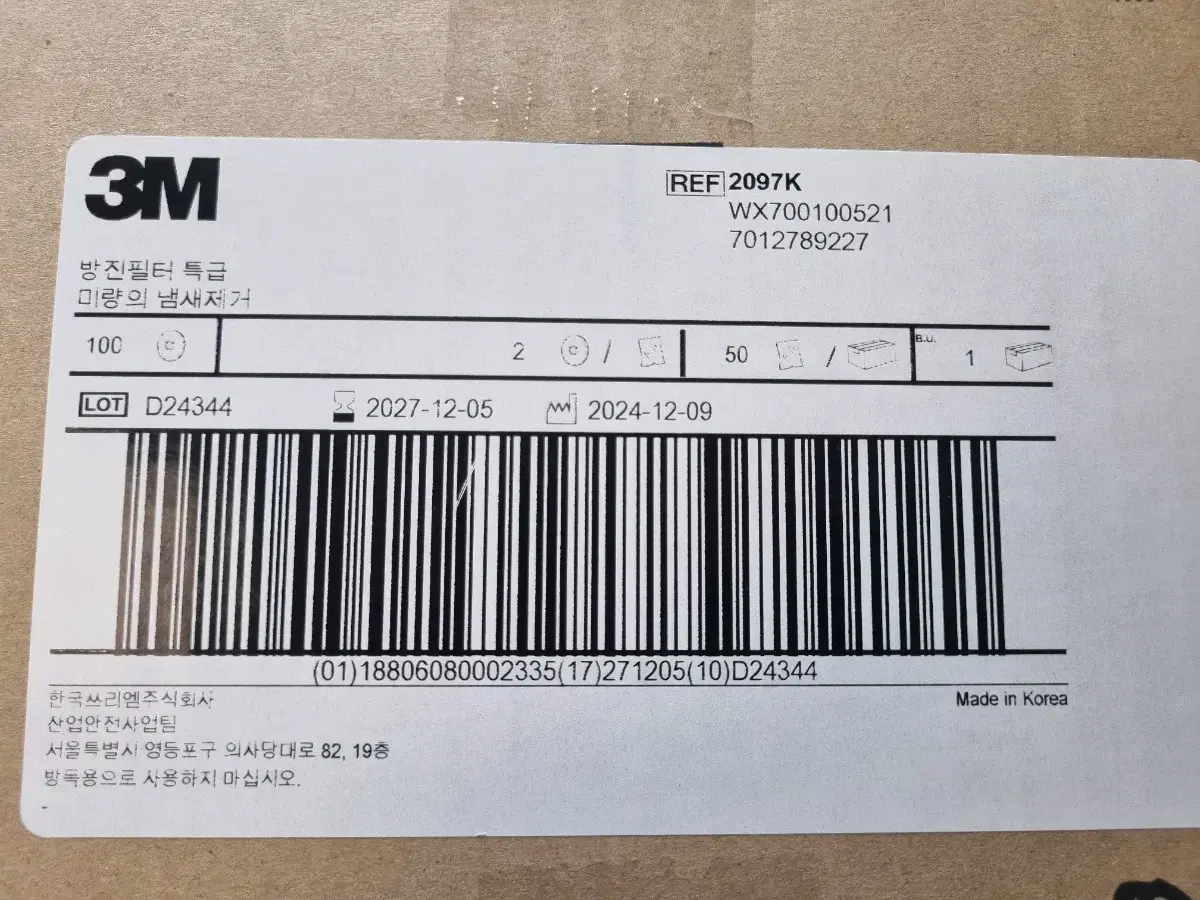 3M
REF 2097K
WX700100521
7012789227
방진필터 특급
미량의 냄새제거
100 2 / 50 / B.U. 1
LOT D24344 2027-12-05 2024-12-09
(01)18806080002335(17)271205(10)D24344
한국쓰리엠주식회사 Made in Korea
산업안전사업팀
서울특별시 영등포구 의사당대로 82, 19층
방독용으로 사용하지 마십시오.
-